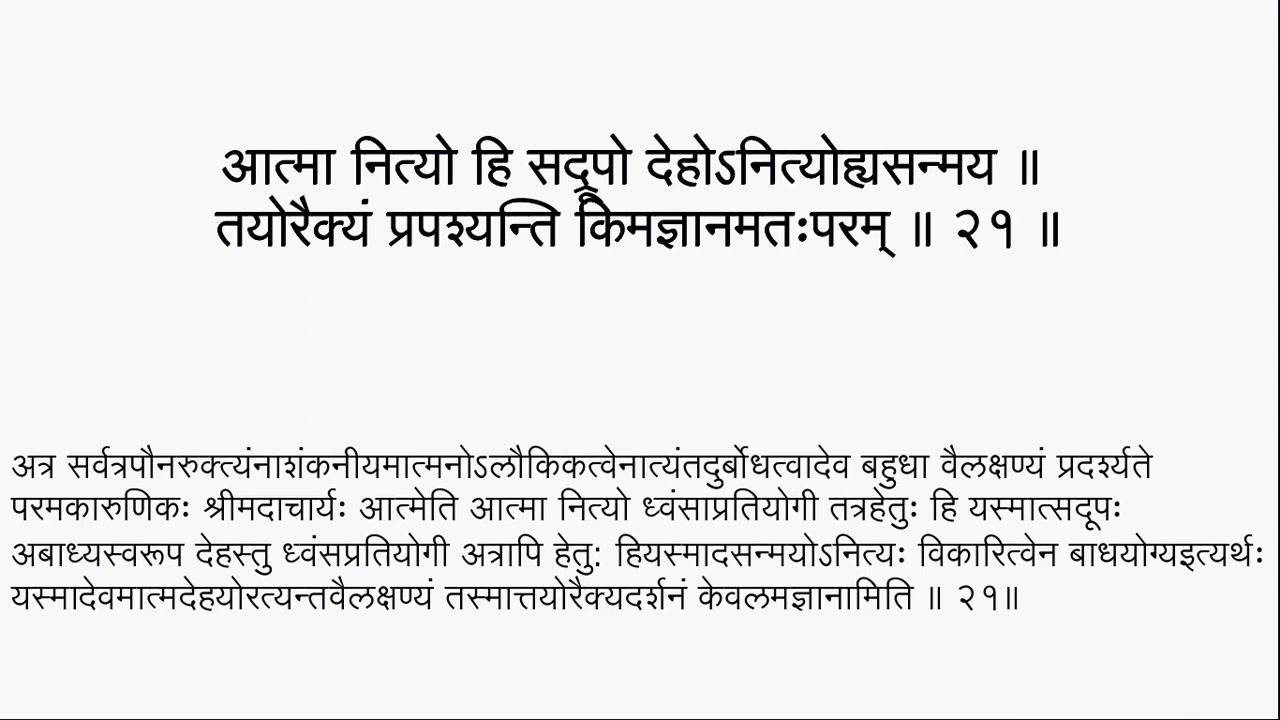 आत्मा नित्यो हि सद्रूपो देहोऽनित्योह्यसन्मय ॥
तयोरैक्यं प्रपश्यन्ति किमज्ञानमतःपरम् ॥ २१ ॥
अत्र सर्वत्रपौनरुक्त्यंनाशंकनीयमात्मनोऽलौकिकत्वेनात्यंतदुर्बोधत्वादेव बहुधा वैलक्षण्यं प्रदर्श्यते
परमकारुणिकः श्रीमदाचार्यः आत्मेति आत्मा नित्यो ध्वंसाप्रतियोगी तत्रहेतुः हि यस्मात्सदूपः
अबाध्यस्वरूप देहस्तु ध्वंसप्रतियोगी अत्रापि हेतु: हियस्मादसन्मयोऽनित्यः विकारित्वेन बाधयोग्यइत्यर्थः
यस्मादेवमात्मदेहयोरत्यन्तवैलक्षण्यं तस्मात्तयोरैक्यदर्शनं केवलमज्ञानामिति ॥ २१॥